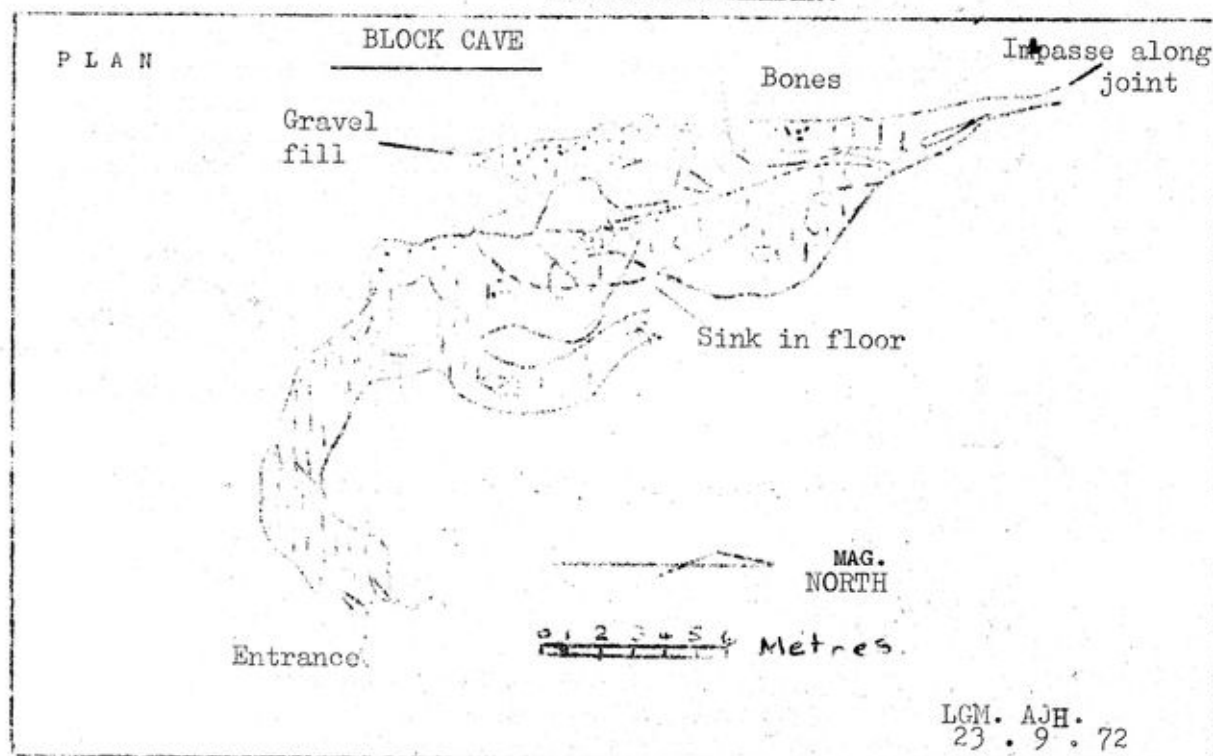 P L A N
BLOCK CAVE
Bones
Impasse along
joint
Gravel
fill
Sink in floor
MAG.
NORTH
0 1 2 3 4 5 6 Metres.
Entrance.
LGM. AJH.
23 . 9 . 72